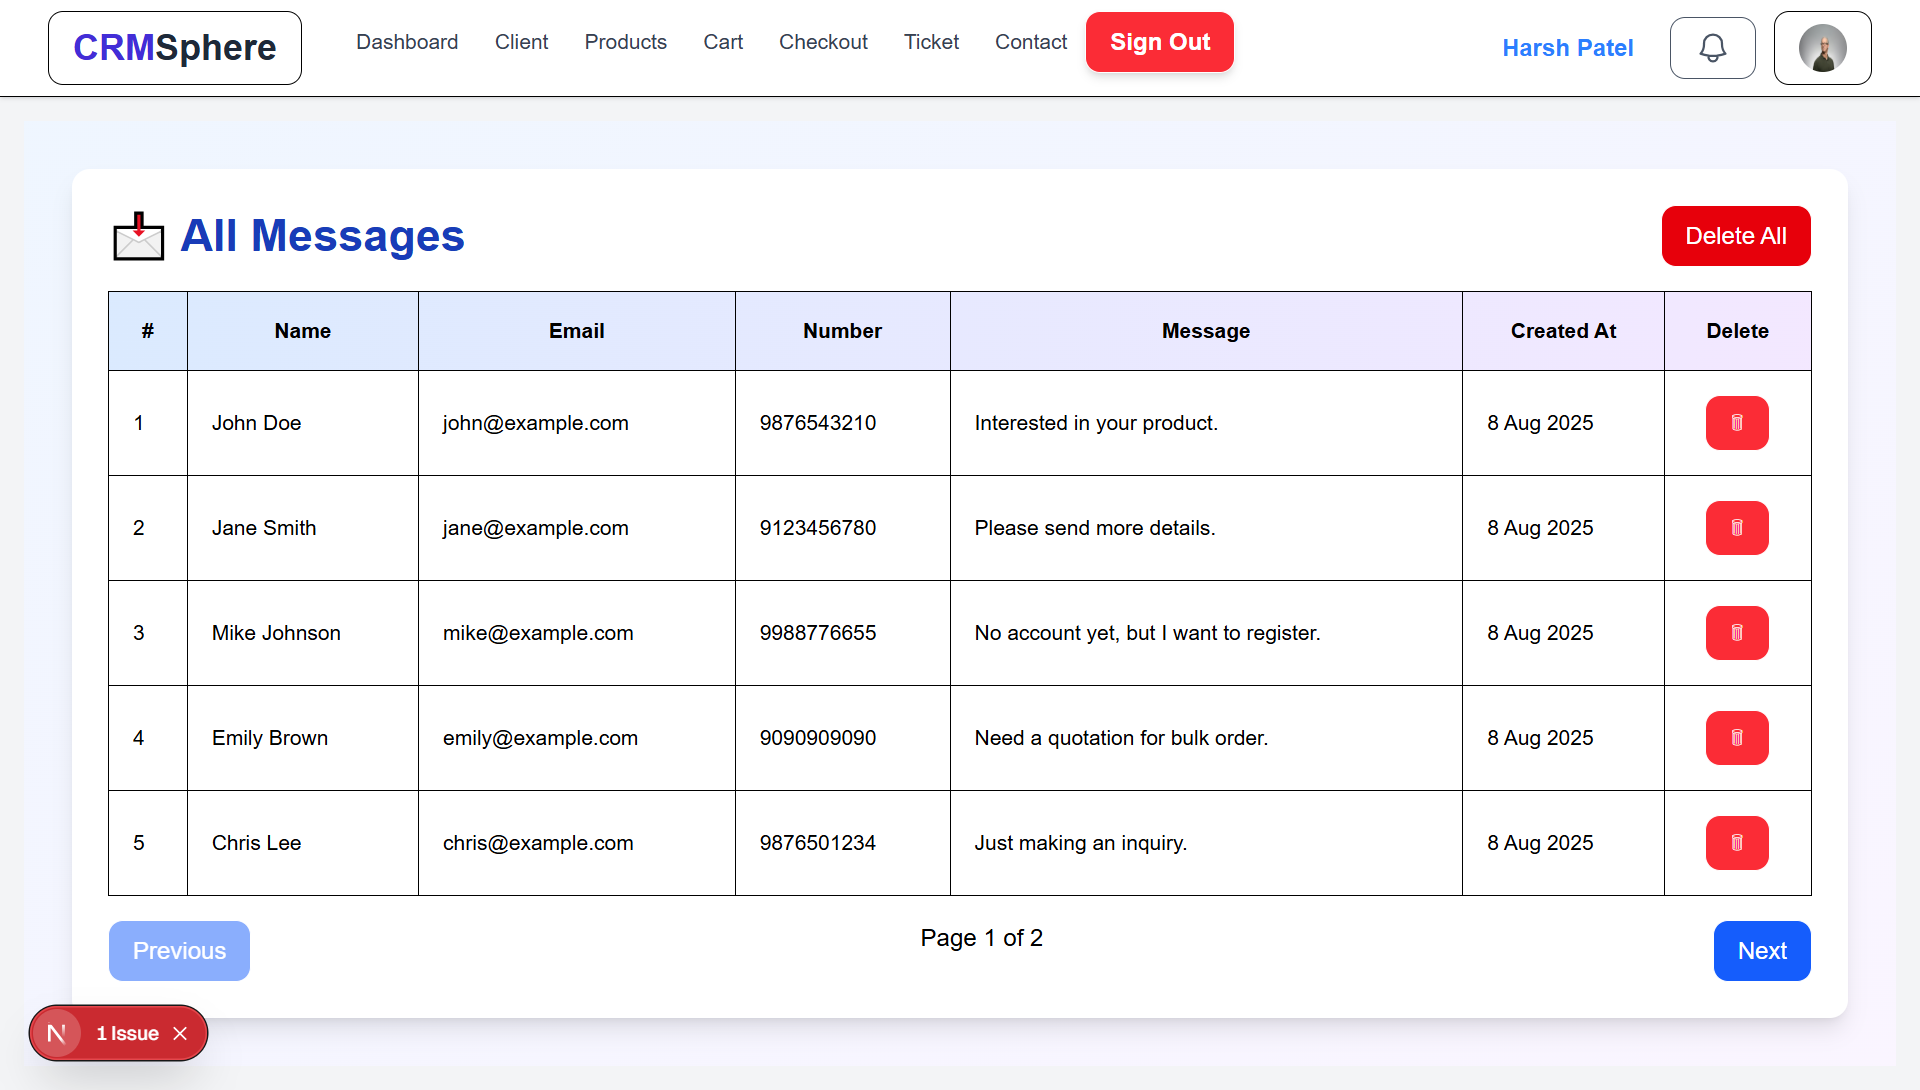 CRMSphere Dashboard Client Products Cart Checkout Ticket Contact Sign Out Harsh Patel
All Messages Delete All
# Name Email Number Message Created At Delete
1 John Doe john@example.com 9876543210 Interested in your product. 8 Aug 2025
2 Jane Smith jane@example.com 9123456780 Please send more details. 8 Aug 2025
3 Mike Johnson mike@example.com 9988776655 No account yet, but I want to register. 8 Aug 2025
4 Emily Brown emily@example.com 9090909090 Need a quotation for bulk order. 8 Aug 2025
5 Chris Lee chris@example.com 9876501234 Just making an inquiry. 8 Aug 2025
Previous Page 1 of 2 Next
N 1 Issue